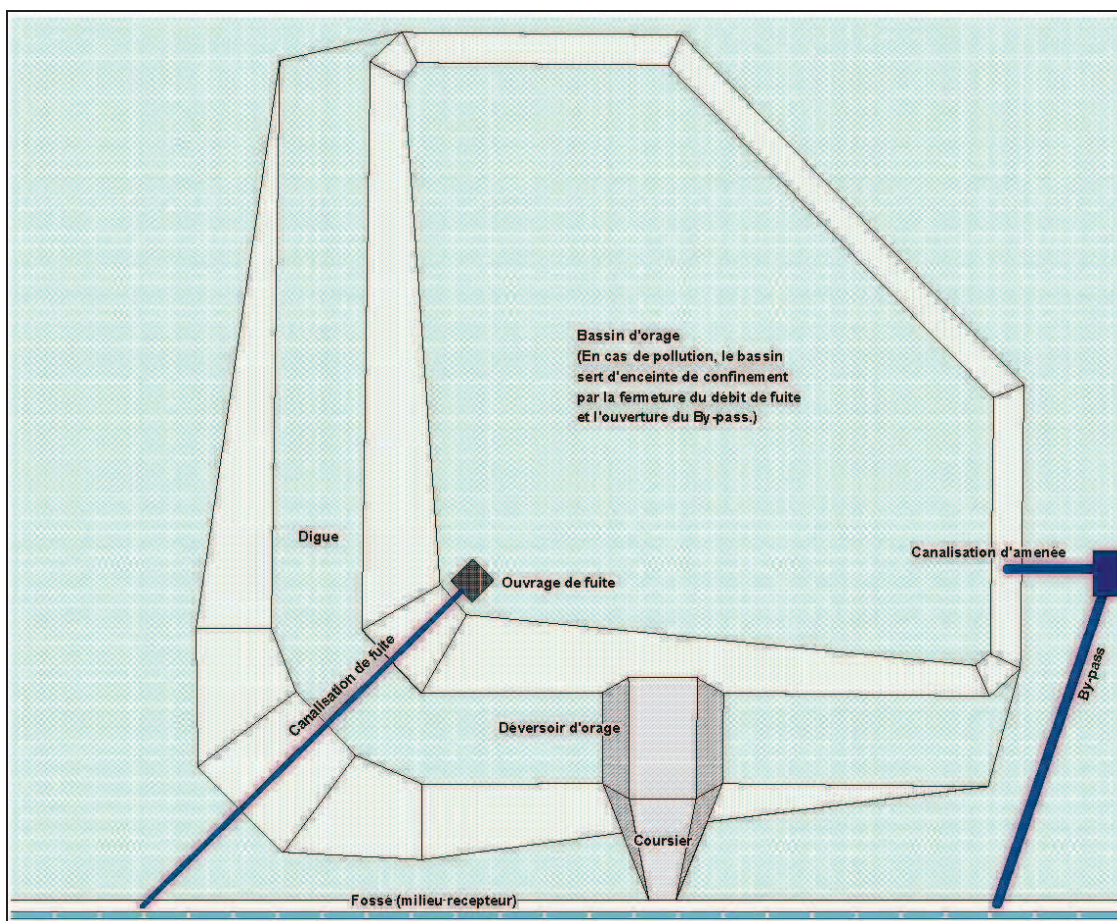 Bassin d'orage
(En cas de pollution, le bassin
sert d'enceinte de confinement
par la fermeture du débit de fuite
et l'ouverture du By-pass.)
Digue
Canalisation d'amenée
Ouvrage de fuite
Canalisation de fuite
By-pass
Déversoir d'orage
Coursier
Fossé (milieu recepteur)